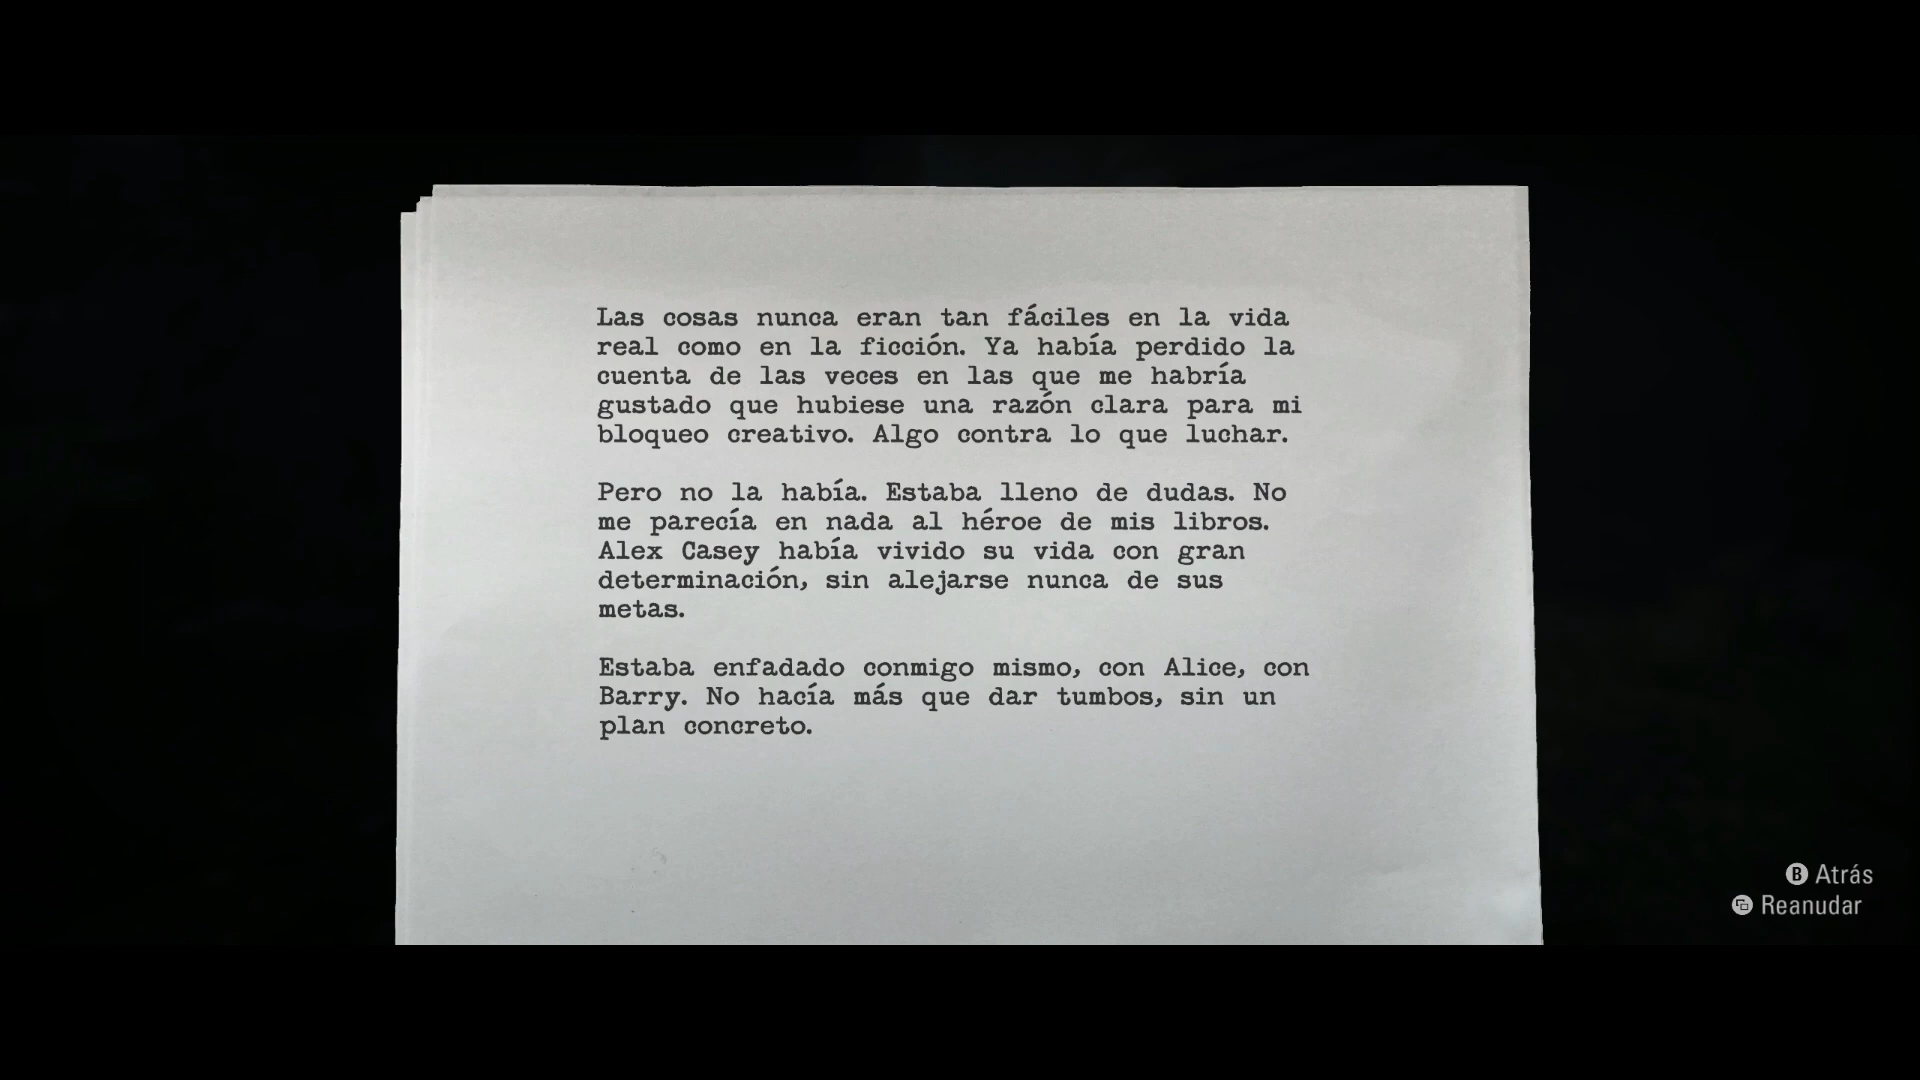 Las cosas nunca eran tan fáciles en la vida
real como en la ficción. Ya había perdido la
cuenta de las veces en las que me habría
gustado que hubiese una razón clara para mi
bloqueo creativo. Algo contra lo que luchar.
Pero no la había. Estaba lleno de dudas. No
me parecía en nada al héroe de mis libros.
Alex Casey había vivido su vida con gran
determinación, sin alejarse nunca de sus
metas.
Estaba enfadado conmigo mismo, con Alice, con
Barry. No hacía más que dar tumbos, sin un
plan concreto.
B Atrás
Reanudar